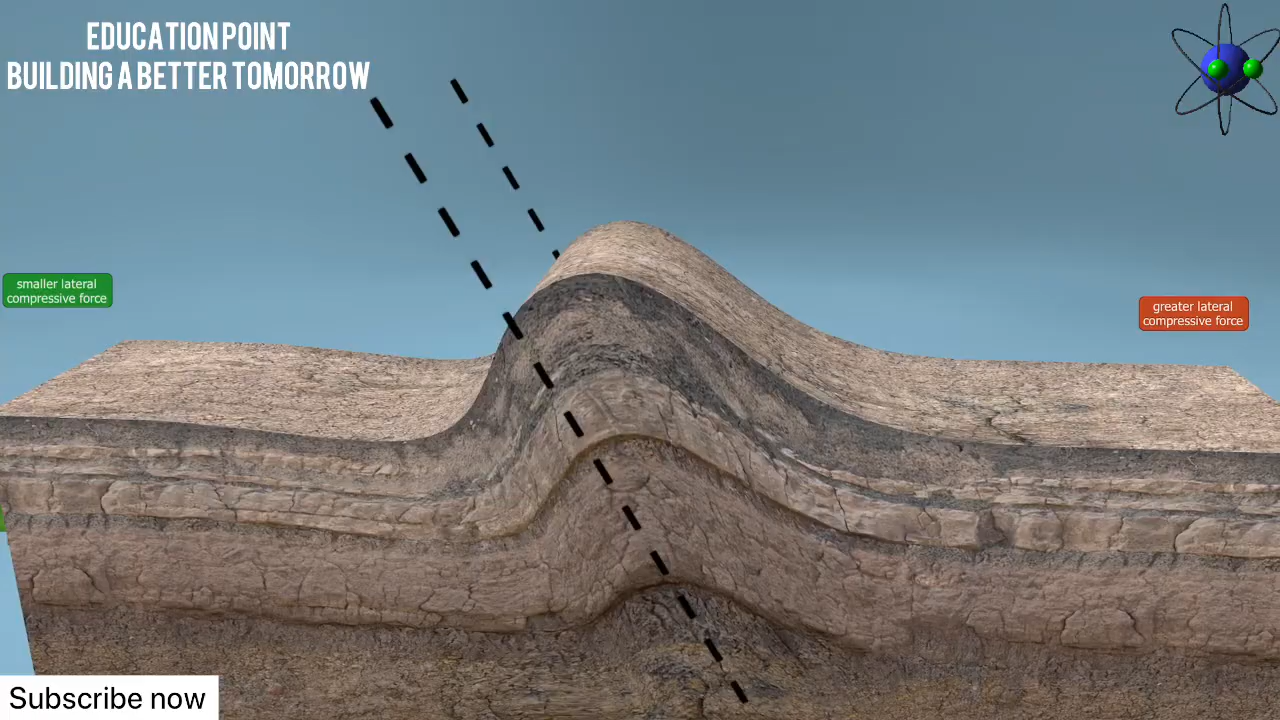 EDUCATION POINT
BUILDING A BETTER TOMORROW
smaller lateral
compressive force
greater lateral
compressive force
Subscribe now